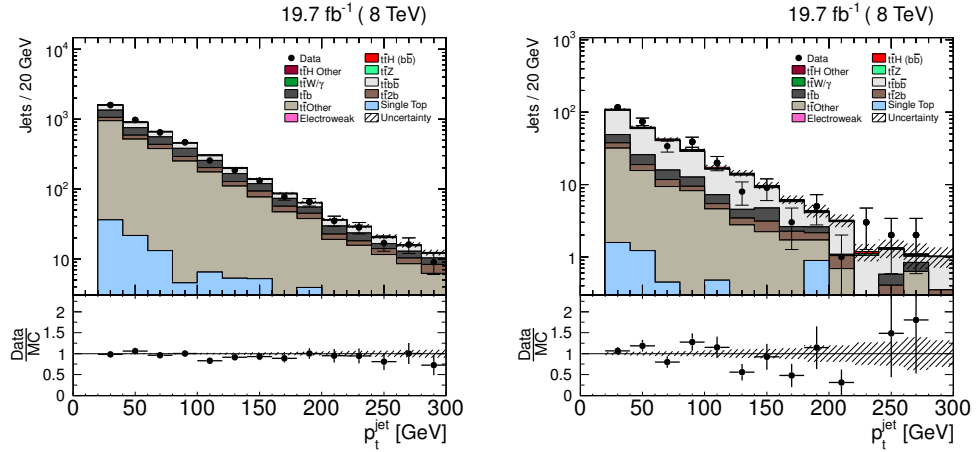 19.7 fb⁻¹ ( 8 TeV)
Jets / 20 GeV
10⁴
10³
10²
10
Data
tt̄H Other
tt̄W/γ
tt̄b
tt̄Other
Electroweak
tt̄H (bb̄)
tt̄Z
tt̄bb̄
tt̄2b
Single Top
Uncertainty
Data
MC
2
1.5
1
0.5
0
0 50 100 150 200 250 300
p_t^jet [GeV]
19.7 fb⁻¹ ( 8 TeV)
Jets / 20 GeV
10³
10²
10
1
Data
tt̄H Other
tt̄W/γ
tt̄b
tt̄Other
Electroweak
tt̄H (bb̄)
tt̄Z
tt̄bb̄
tt̄2b
Single Top
Uncertainty
Data
MC
2
1.5
1
0.5
0
0 50 100 150 200 250 300
p_t^jet [GeV]